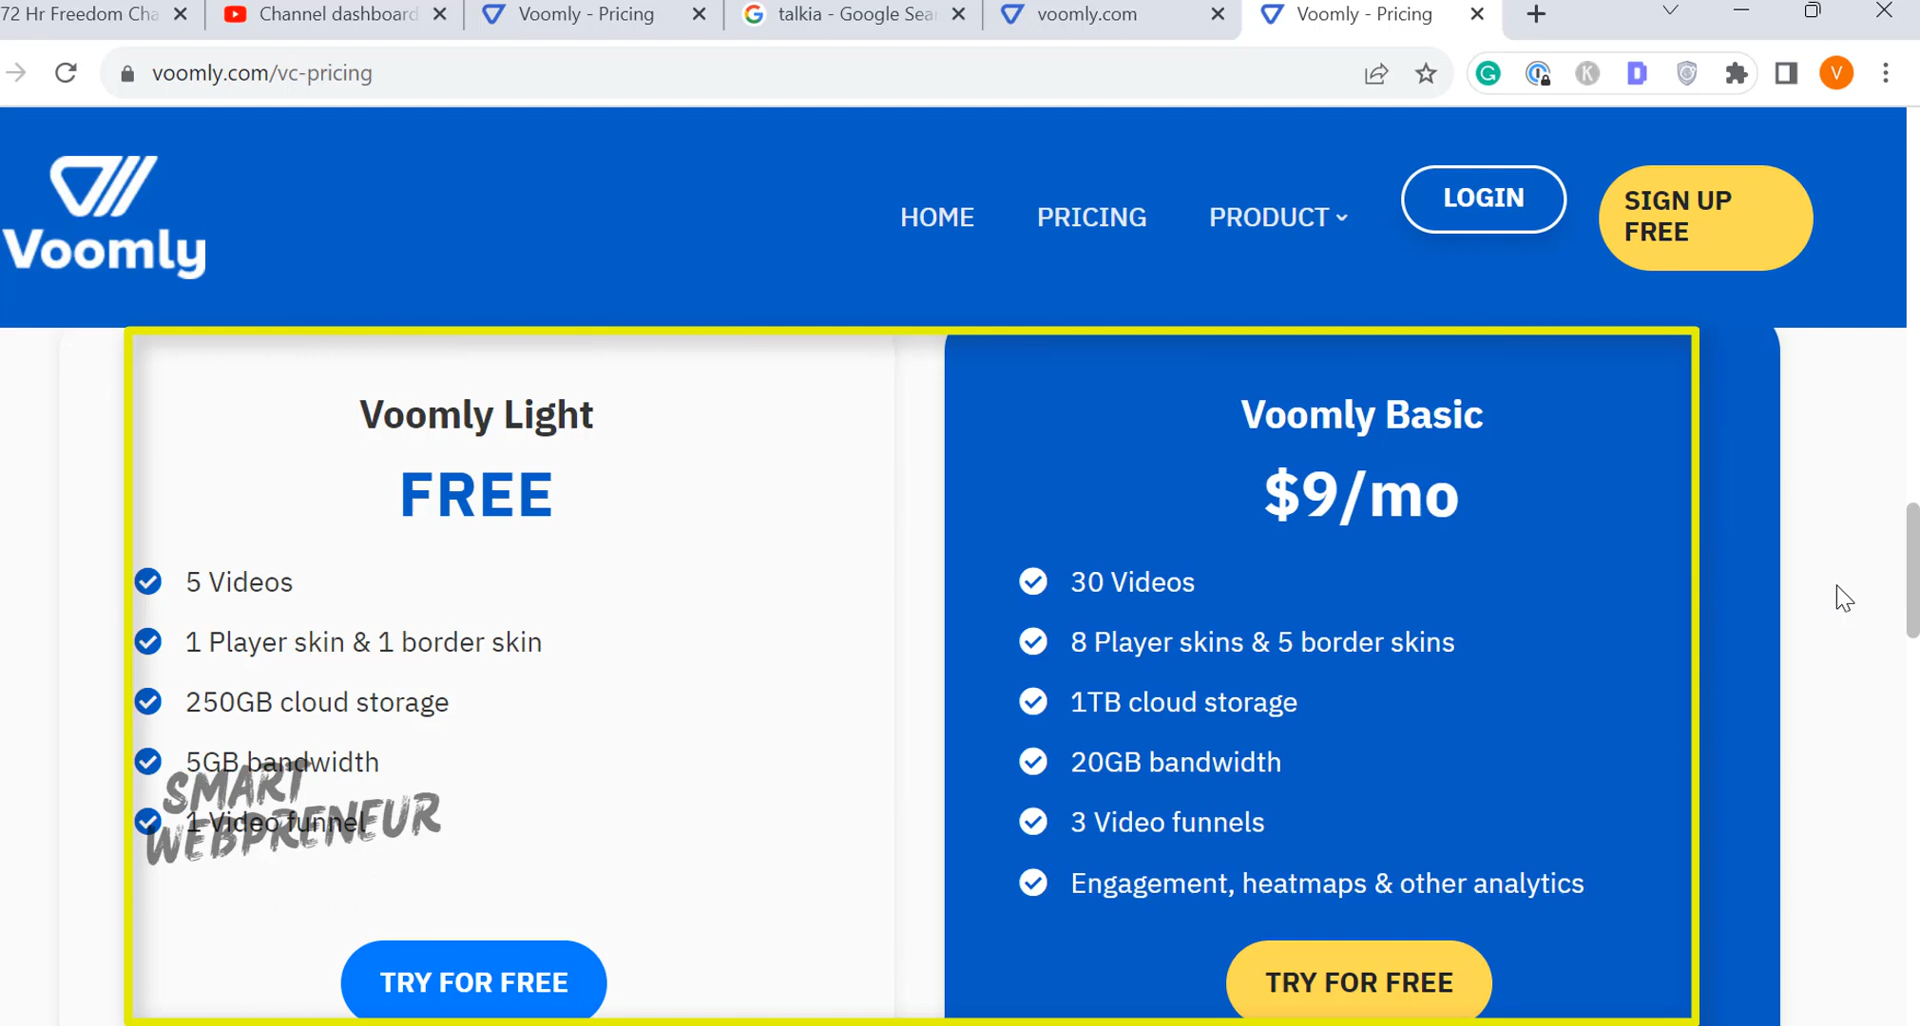 72 Hr Freedom Cha
Channel dashboard
Voomly - Pricing
talkia - Google Sear
voomly.com
Voomly - Pricing
voomly.com/vc-pricing
V
Voomly
HOME
PRICING
PRODUCT
LOGIN
SIGN UP
FREE
Voomly Light
FREE
5 Videos
1 Player skin & 1 border skin
250GB cloud storage
5GB bandwidth
1 Video funnel
SMART
WEBPRENEUR
TRY FOR FREE
Voomly Basic
$9/mo
30 Videos
8 Player skins & 5 border skins
1TB cloud storage
20GB bandwidth
3 Video funnels
Engagement, heatmaps & other analytics
TRY FOR FREE